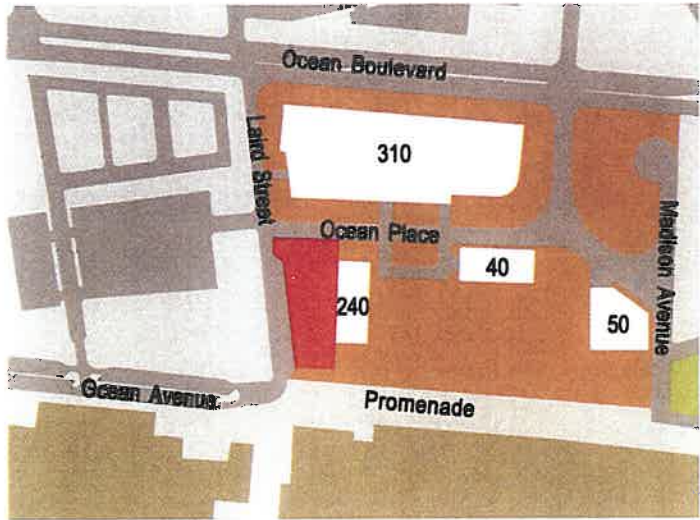 Ocean Boulevard
Laird Street
310
Ocean Place
Madison Avenue
40
240
50
Ocean Avenue
Promenade